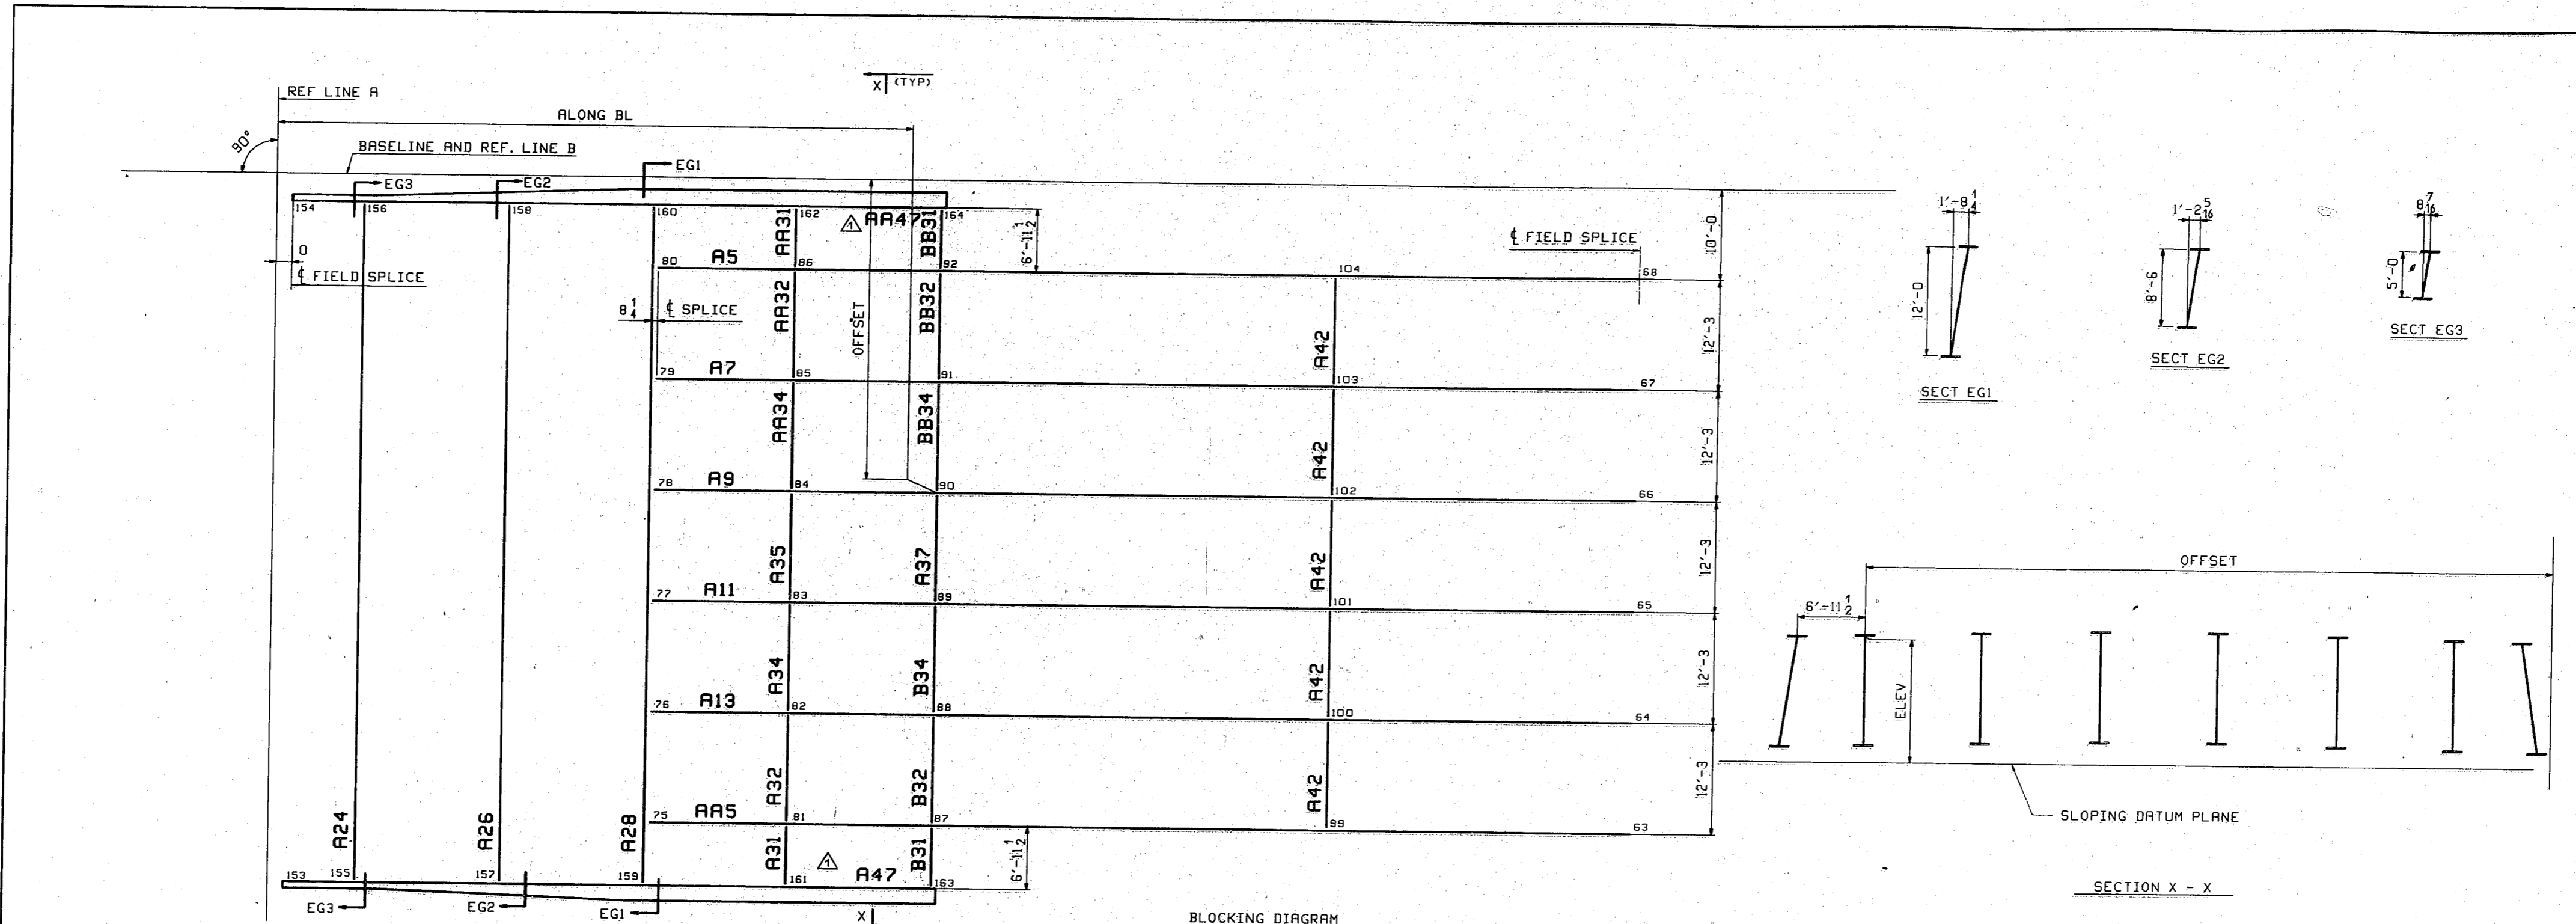 X (TYP)
REF LINE A
ALONG BL
90°
BASELINE AND REF. LINE B
EG3
EG2
EG1
154
156
158
160
AA31
162
1
AA47
BB31
164
6'-11 1/2
10'-0
0
℄ FIELD SPLICE
80
A5
86
92
104
℄ FIELD SPLICE
68
8 1/4
℄ SPLICE
AA32
OFFSET
BB32
A42
12'-3
79
A7
85
91
103
67
AA34
BB34
A42
12'-3
78
A9
84
90
102
66
A35
A37
A42
12'-3
77
A11
83
89
101
65
A34
B34
A42
12'-3
76
A13
82
88
100
64
A32
B32
A42
12'-3
75
AA5
81
87
99
63
A24
A26
A28
A31
1
B31
6'-11 1/2
153
155
157
159
161
A47
163
EG3
EG2
EG1
X
BLOCKING DIAGRAM
1'-8 1/4
12'-0
SECT EG1
1'-2 5/16
8'-6
SECT EG2
8 7/16
5'-0
SECT EG3
OFFSET
6'-11 1/2
ELEV
SLOPING DATUM PLANE
SECTION X - X